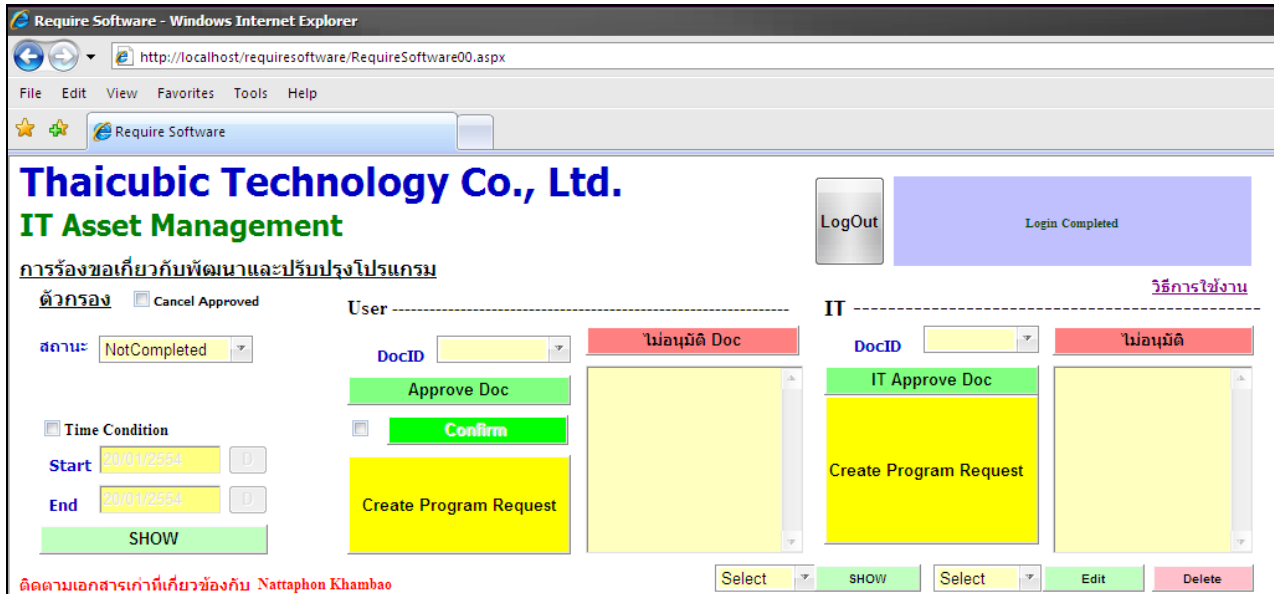 Require Software - Windows Internet Explorer
http://localhost/requiresoftware/RequireSoftware00.aspx
File Edit View Favorites Tools Help
Require Software
Thaicubic Technology Co., Ltd.
IT Asset Management
LogOut
Login Completed
การร้องขอเกี่ยวกับพัฒนาและปรับปรุงโปรแกรม
วิธีการใช้งาน
ตัวกรอง Cancel Approved
User
IT
สถานะ NotCompleted
DocID
ไม่อนุมัติ Doc
DocID
ไม่อนุมัติ
Approve Doc
IT Approve Doc
Time Condition
Confirm
Start 20/01/2554 D
End 20/01/2554 D
Create Program Request
Create Program Request
SHOW
ติดตามเอกสารเก่าที่เกี่ยวข้องกับ Nattaphon Khambao
Select SHOW Select Edit Delete